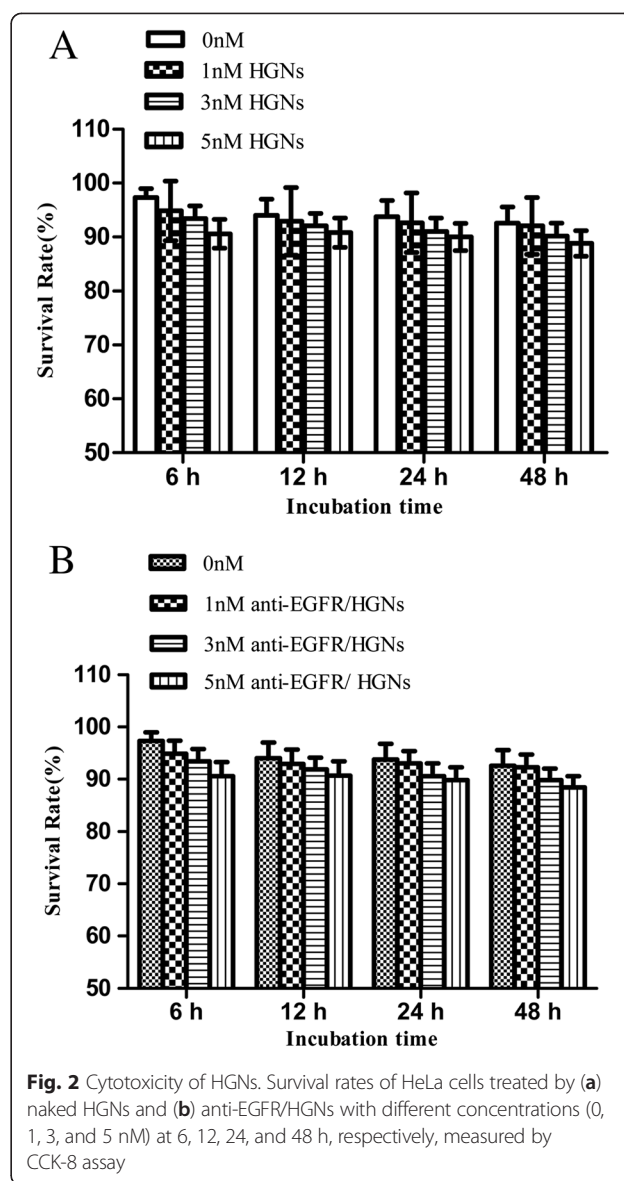 A
0nM
1nM HGNs
3nM HGNs
5nM HGNs
110
100
90
80
70
60
50
Survival Rate(%)
6 h 12 h 24 h 48 h
Incubation time
B
0nM
1nM anti-EGFR/HGNs
3nM anti-EGFR/HGNs
5nM anti-EGFR/ HGNs
110
100
90
80
70
60
50
Survival Rate(%)
6 h 12 h 24 h 48 h
Incubation time
Fig. 2 Cytotoxicity of HGNs. Survival rates of HeLa cells treated by (a)
naked HGNs and (b) anti-EGFR/HGNs with different concentrations (0,
1, 3, and 5 nM) at 6, 12, 24, and 48 h, respectively, measured by
CCK-8 assay